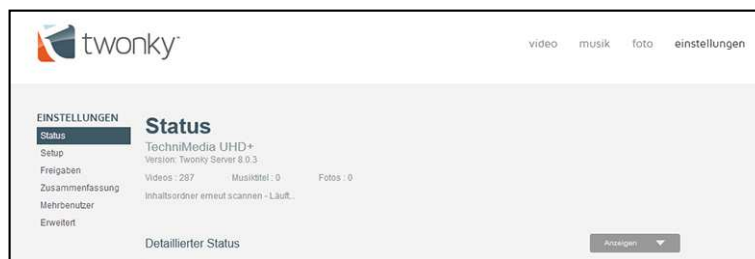 twonky
video musik foto einstellungen
EINSTELLUNGEN
Status
Setup
Freigaben
Zusammenfassung
Mehrbenutzer
Erweitert
Status
TechniMedia UHD+
Version: Twonky Server 8.0.3
Videos : 287 Musiktitel : 0 Fotos : 0
Inhaltsordner erneut scannen - Läuft..
Detaillierter Status
Anzeigen